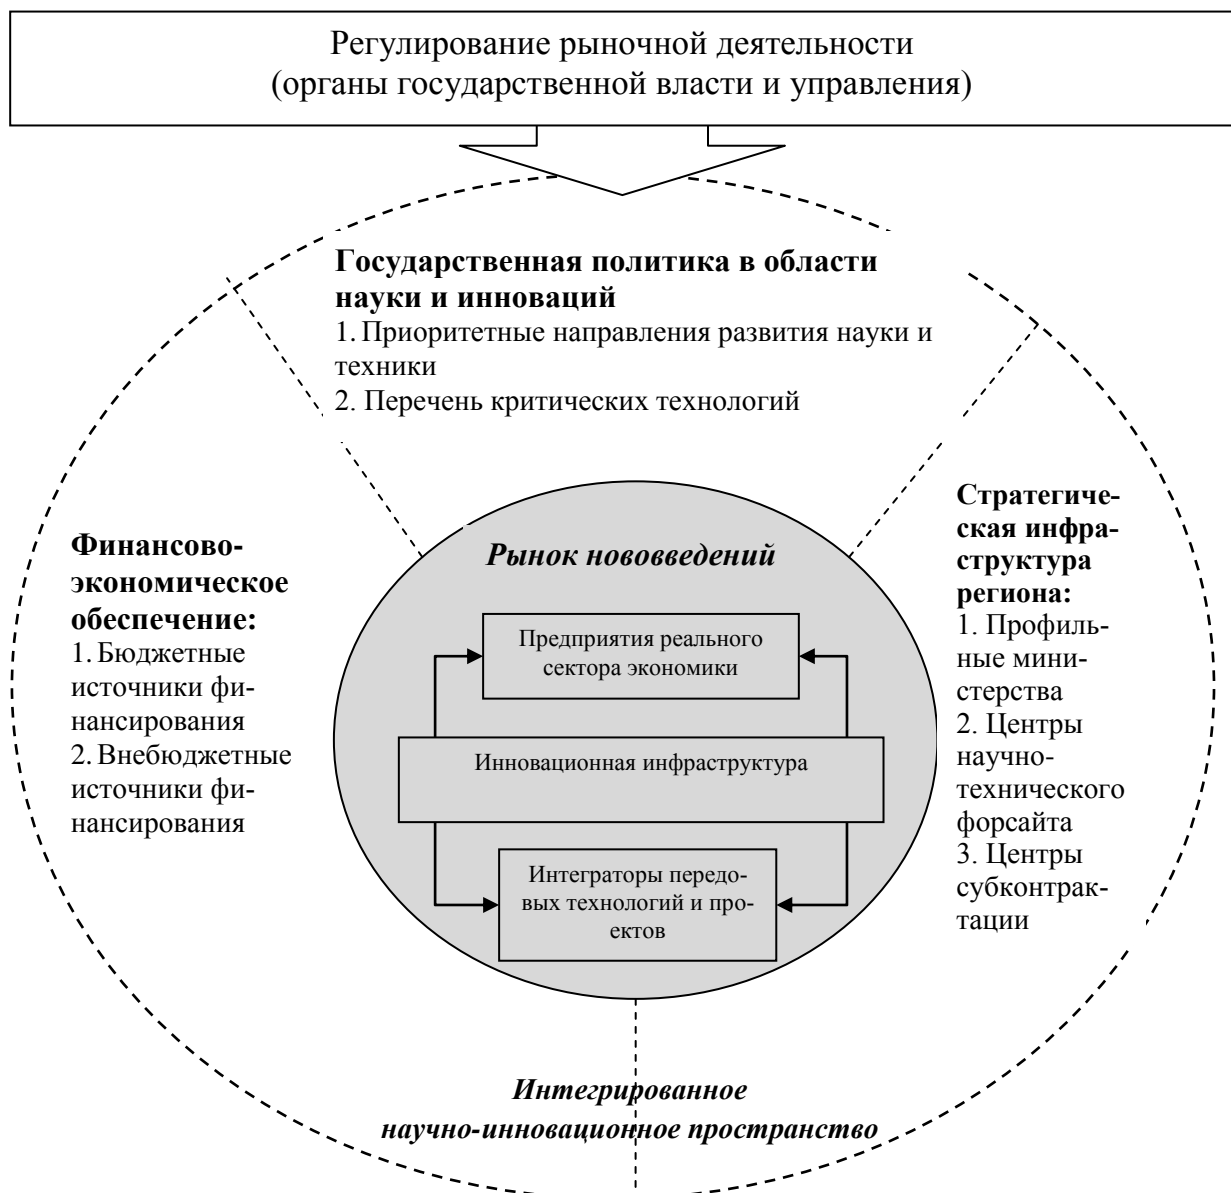 Регулирование рыночной деятельности
(органы государственной власти и управления)
Государственная политика в области
науки и инноваций
1. Приоритетные направления развития науки и
техники
2. Перечень критических технологий
Финансово-
экономическое
обеспечение:
1. Бюджетные
источники фи-
нансирования
2. Внебюджетные
источники фи-
нансирования
Рынок нововведений
Предприятия реального
сектора экономики
Инновационная инфраструктура
Интеграторы передо-
вых технологий и про-
ектов
Стратегиче-
ская инфра-
структура
региона:
1. Профиль-
ные мини-
стерства
2. Центры
научно-
технического
форсайта
3. Центры
субконтрак-
тации
Интегрированное
научно-инновационное пространство